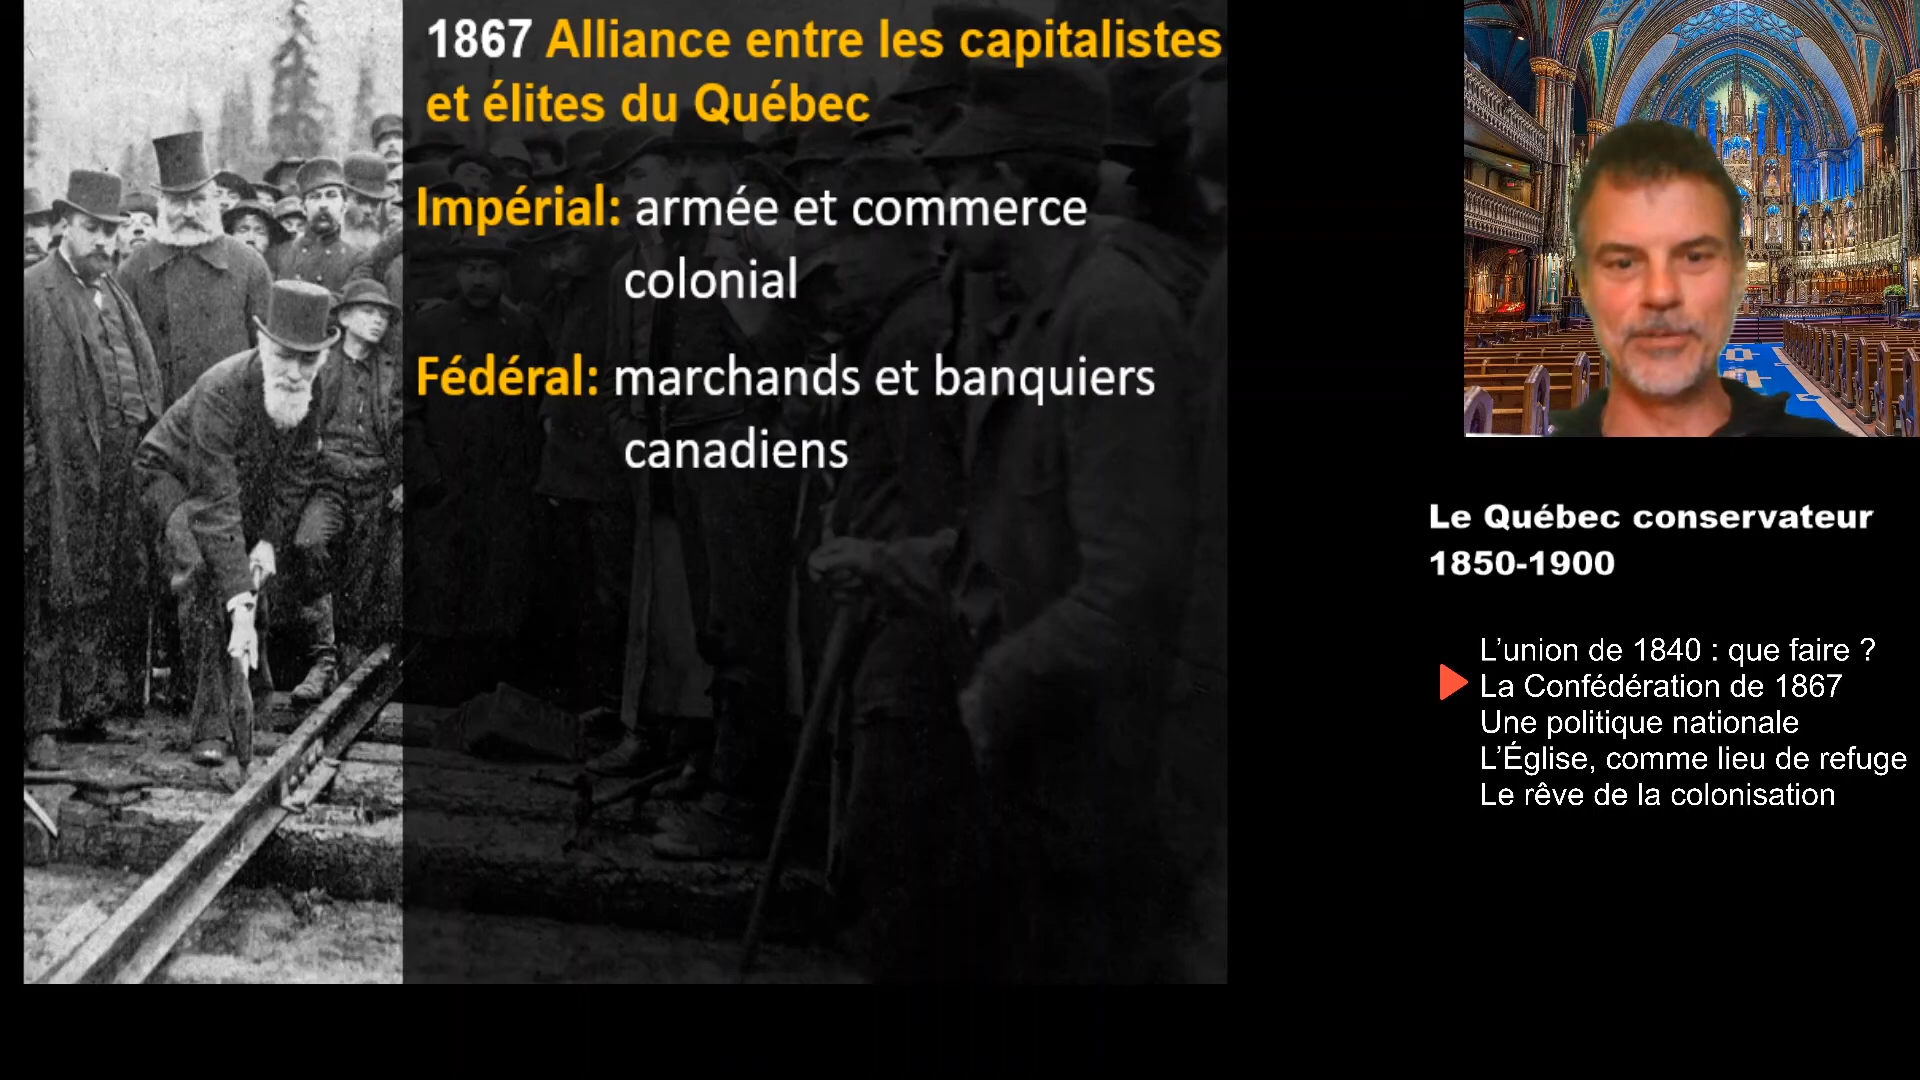 1867 Alliance entre les capitalistes
et élites du Québec
Impérial: armée et commerce
colonial
Fédéral: marchands et banquiers
canadiens
Le Québec conservateur
1850-1900
L’union de 1840 : que faire ?
La Confédération de 1867
Une politique nationale
L’Église, comme lieu de refuge
Le rêve de la colonisation